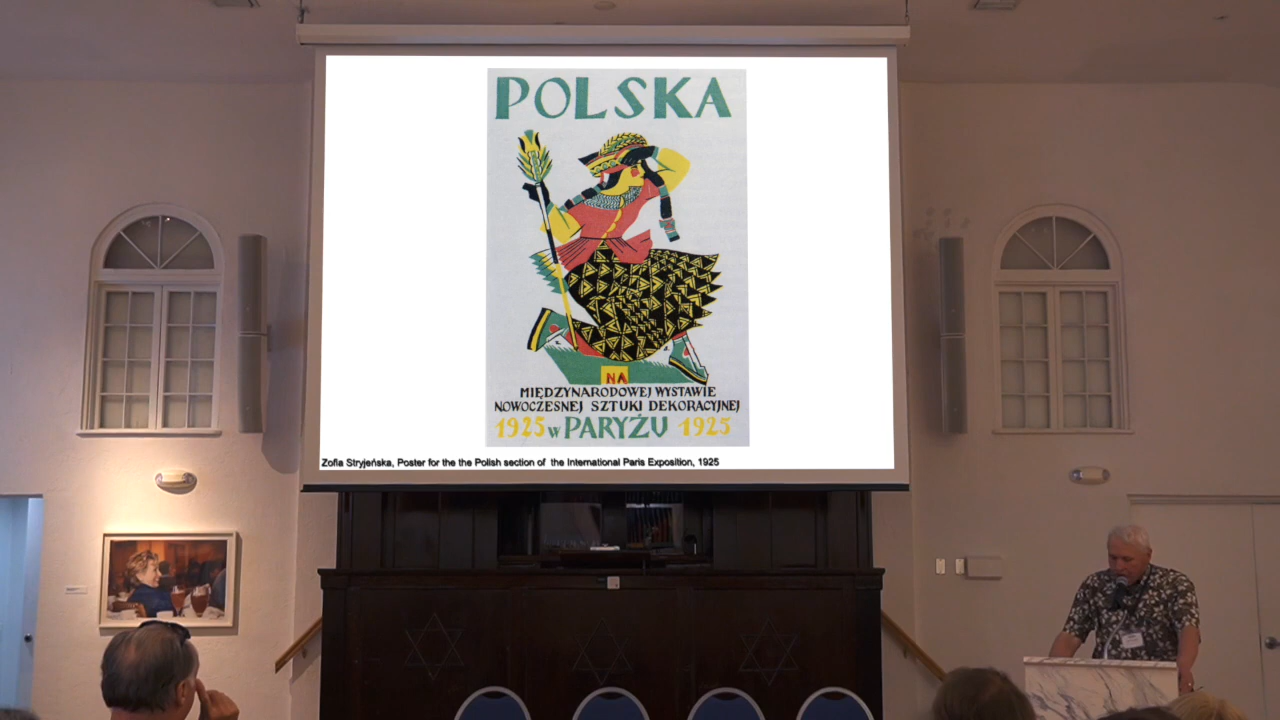 POLSKA
NA
MIĘDZYNARODOWEJ WYSTAWIE
NOWOCZESNEJ SZTUKI DEKORACYJNEJ
1925 w PARYŻU 1925
Zofia Stryjeńska, Poster for the the Polish section of the International Paris Exposition, 1925